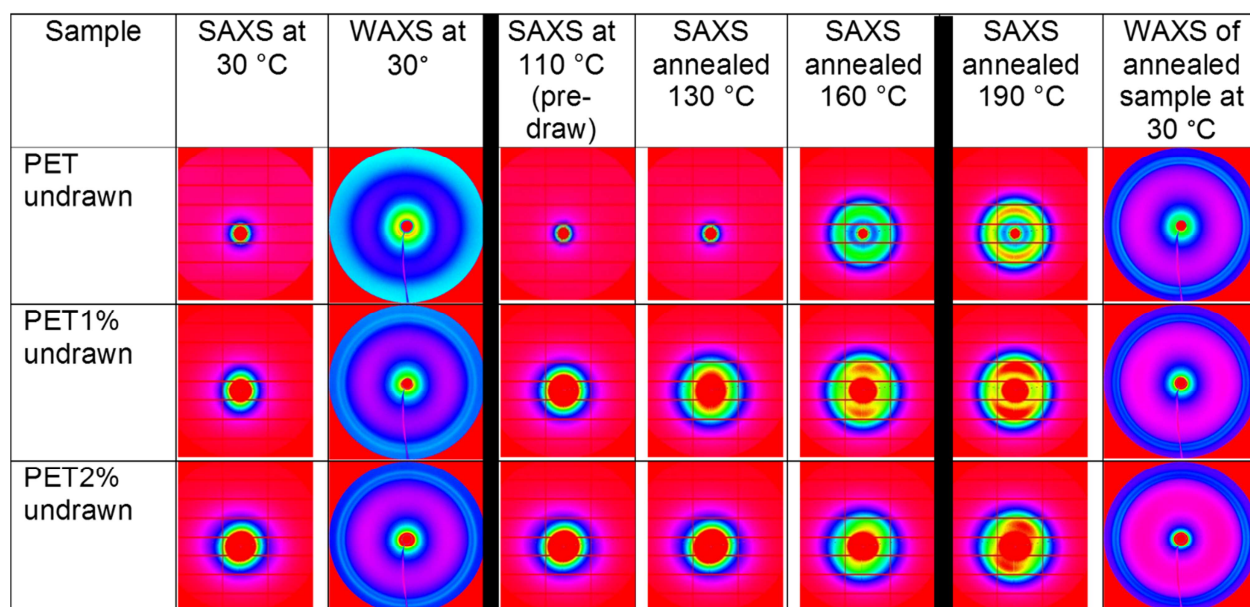 Sample
SAXS at
30 °C
WAXS at
30°
SAXS at
110 °C
(pre-
draw)
SAXS
annealed
130 °C
SAXS
annealed
160 °C
SAXS
annealed
190 °C
WAXS of
annealed
sample at
30 °C
PET
undrawn
PET1%
undrawn
PET2%
undrawn